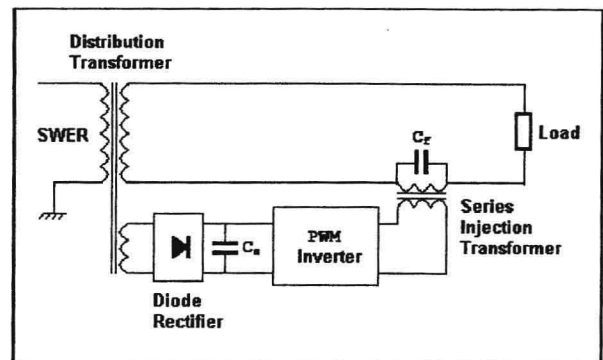 Distribution
Transformer
SWER
Cf
Load
Series
Injection
Transformer
PWM
Inverter
Cs
Diode
Rectifier